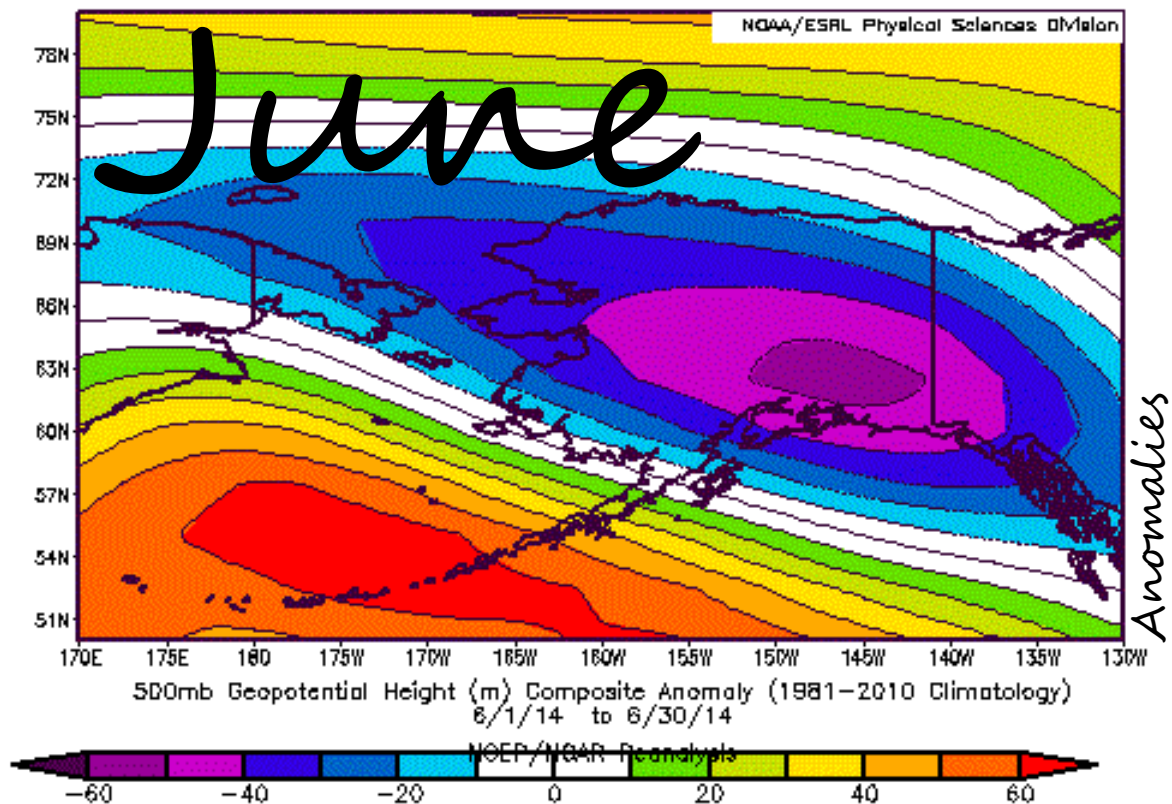 NOAA/ESRL Physical Sciences Division
June
78N
75N
72N
69N
66N
63N
60N
57N
54N
51N
170E 175E 180 175W 170W 165W 160W 155W 150W 145W 140W 135W 130W
Anomalies
500mb Geopotential Height (m) Composite Anomaly (1981-2010 Climatology)
6/1/14 to 6/30/14
NCEP/NCAR Reanalysis
-60 -40 -20 0 20 40 60